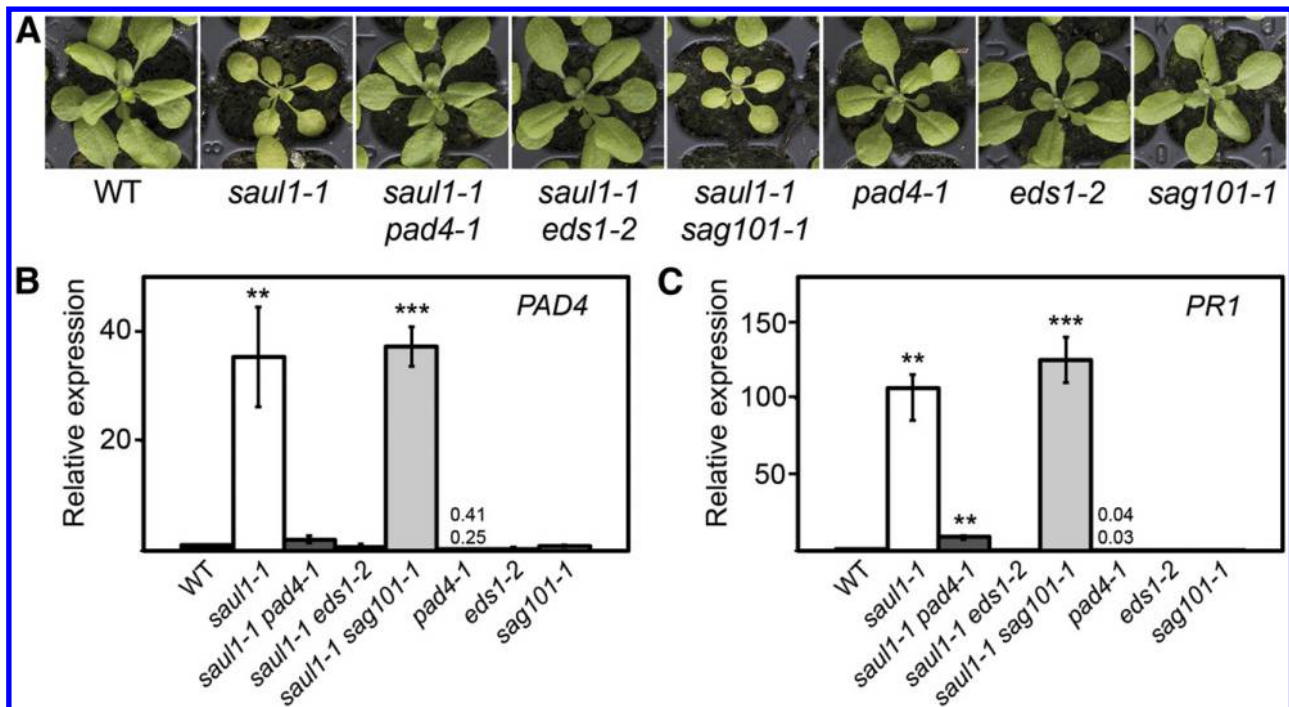 A
WT
saul1-1
saul1-1
pad4-1
saul1-1
eds1-2
saul1-1
sag101-1
pad4-1
eds1-2
sag101-1
B
PAD4
Relative expression
40
20
**
***
0.41
0.25
WT
saul1-1
saul1-1 pad4-1
saul1-1 eds1-2
saul1-1 sag101-1
pad4-1
eds1-2
sag101-1
C
PR1
Relative expression
150
100
50
**
**
***
0.04
0.03
WT
saul1-1
saul1-1 pad4-1
saul1-1 eds1-2
saul1-1 sag101-1
pad4-1
eds1-2
sag101-1